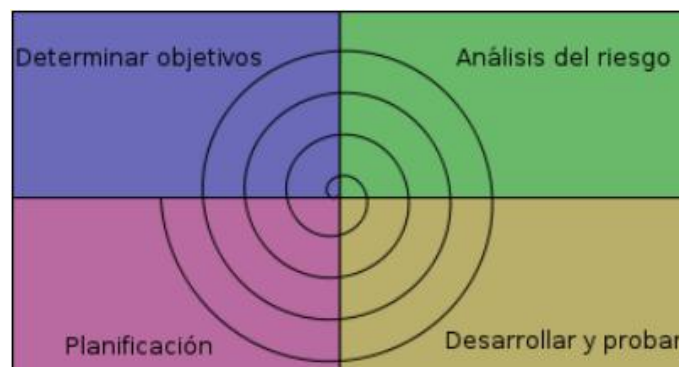 Determinar objetivos
Análisis del riesgo
Planificación
Desarrollar y probar